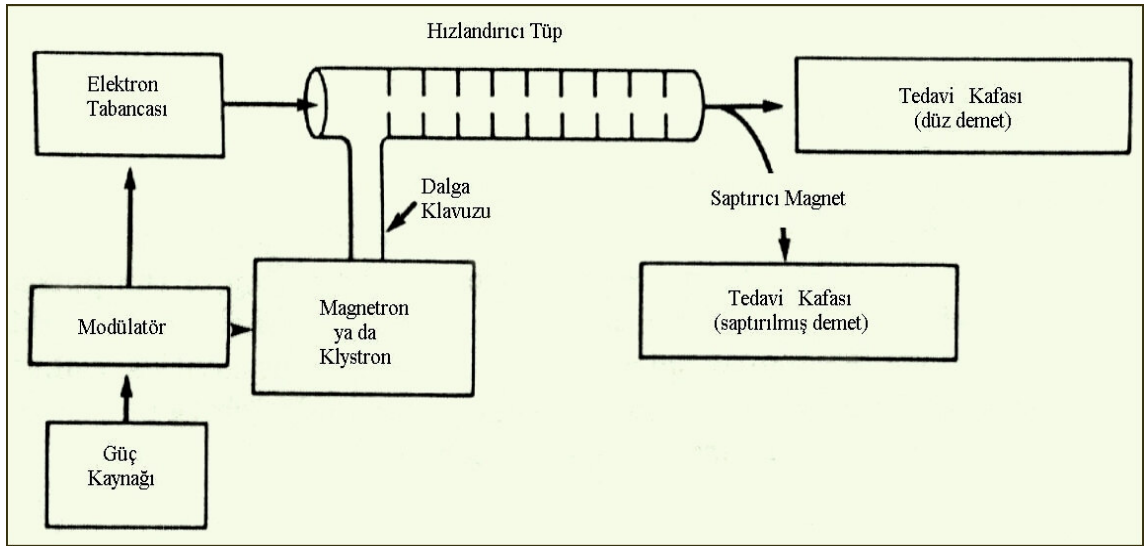 Hızlandırıcı Tüp
Elektron
Tabancası
Tedavi Kafası
(düz demet)
Dalga
Klavuzu
Saptırıcı Magnet
Modülatör
Magnetron
ya da
Klystron
Tedavi Kafası
(saptırılmış demet)
Güç
Kaynağı